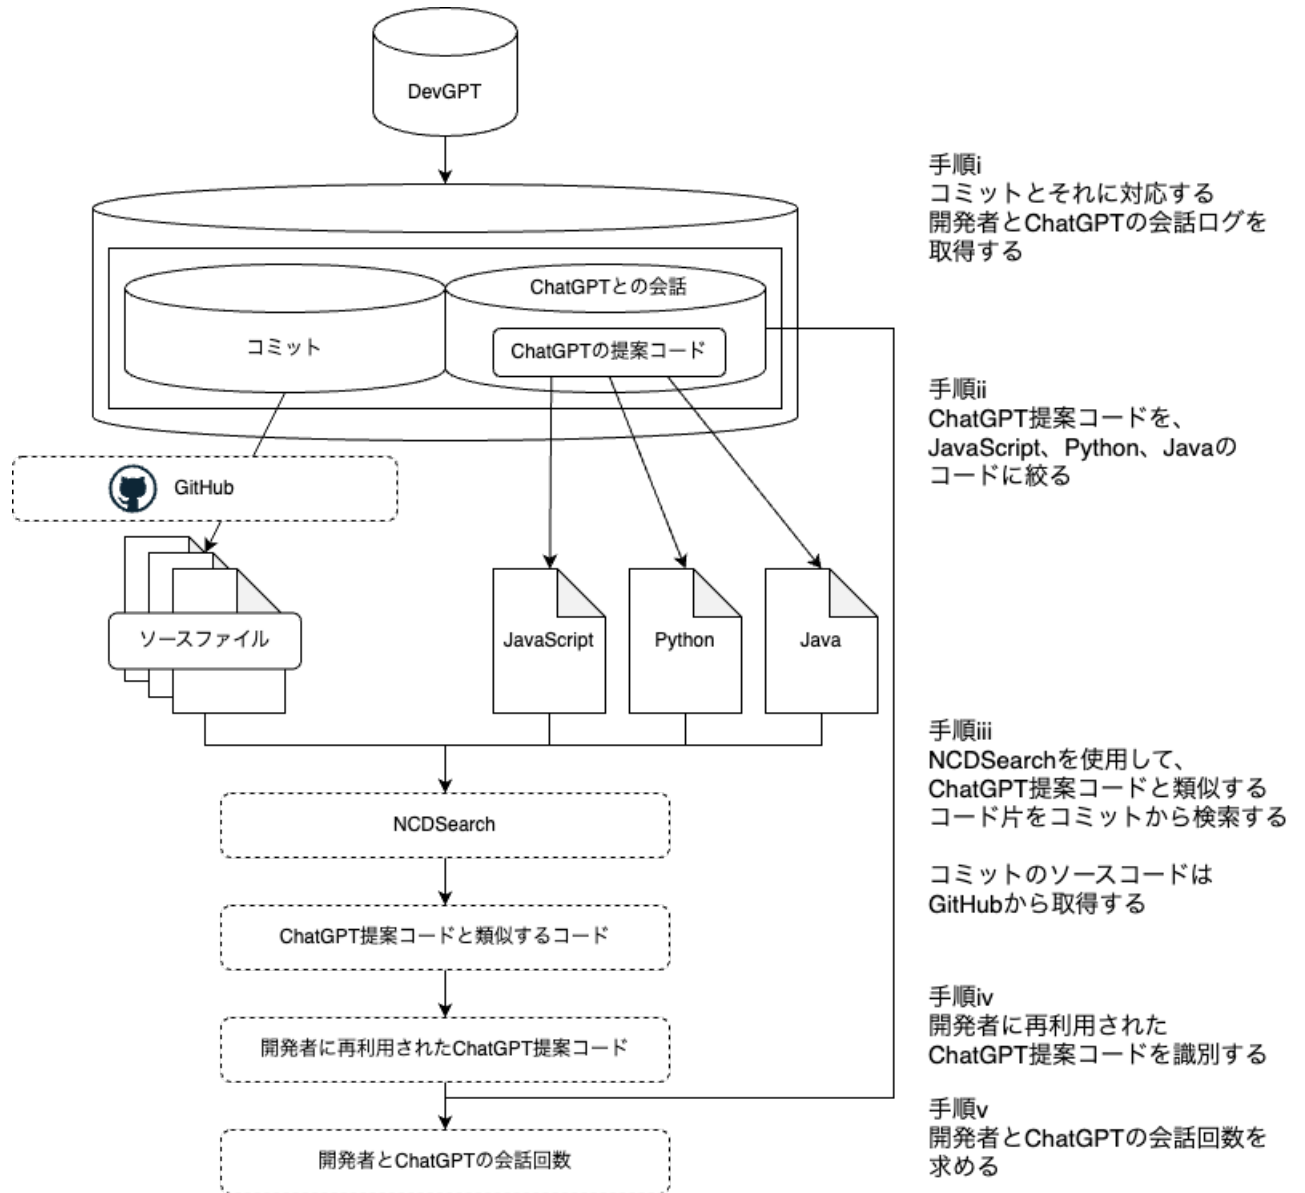 DevGPT
手順i
コミットとそれに対応する
開発者とChatGPTの会話ログを
取得する
ChatGPTとの会話
コミット
ChatGPTの提案コード
手順ii
ChatGPT提案コードを、
JavaScript、Python、Javaの
コードに絞る
GitHub
ソースファイル
JavaScript
Python
Java
手順iii
NCDSearchを使用して、
ChatGPT提案コードと類似する
コード片をコミットから検索する
コミットのソースコードは
GitHubから取得する
NCDSearch
ChatGPT提案コードと類似するコード
手順iv
開発者に再利用された
ChatGPT提案コードを識別する
開発者に再利用されたChatGPT提案コード
手順v
開発者とChatGPTの会話回数を
求める
開発者とChatGPTの会話回数